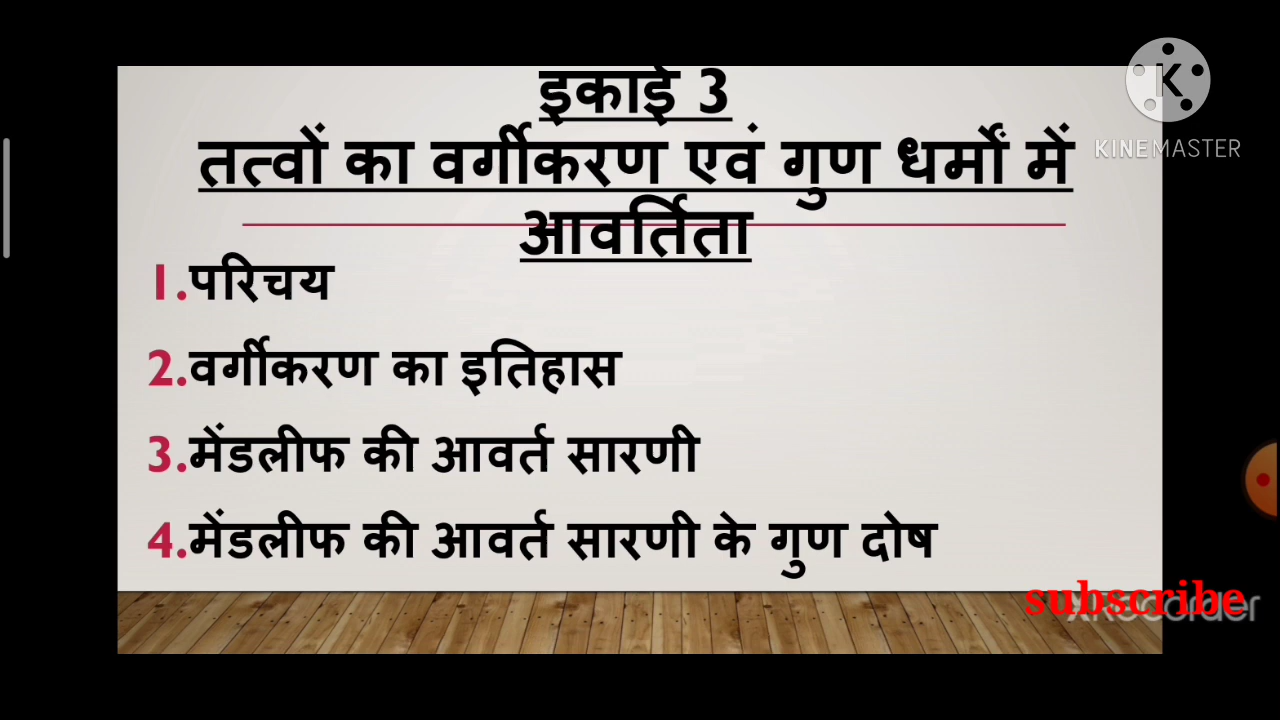 इकाई 3
तत्वों का वर्गीकरण एवं गुण धर्मों में
आवर्तिता
1.परिचय
2.वर्गीकरण का इतिहास
3.मेंडलीफ की आवर्त सारणी
4.मेंडलीफ की आवर्त सारणी के गुण दोष
K
KINEMASTER
subscribe
XRecorder